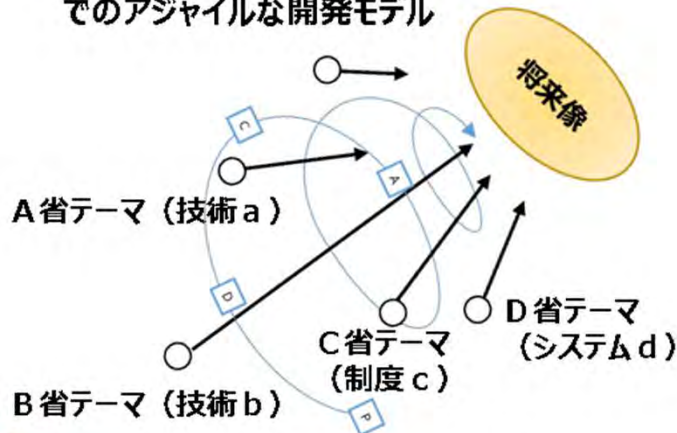 でのアジャイルな開発モデル
将来像
C
A
A省テーマ（技術a）
D
D省テーマ
（システムd）
C省テーマ
（制度c）
B省テーマ（技術b）
P